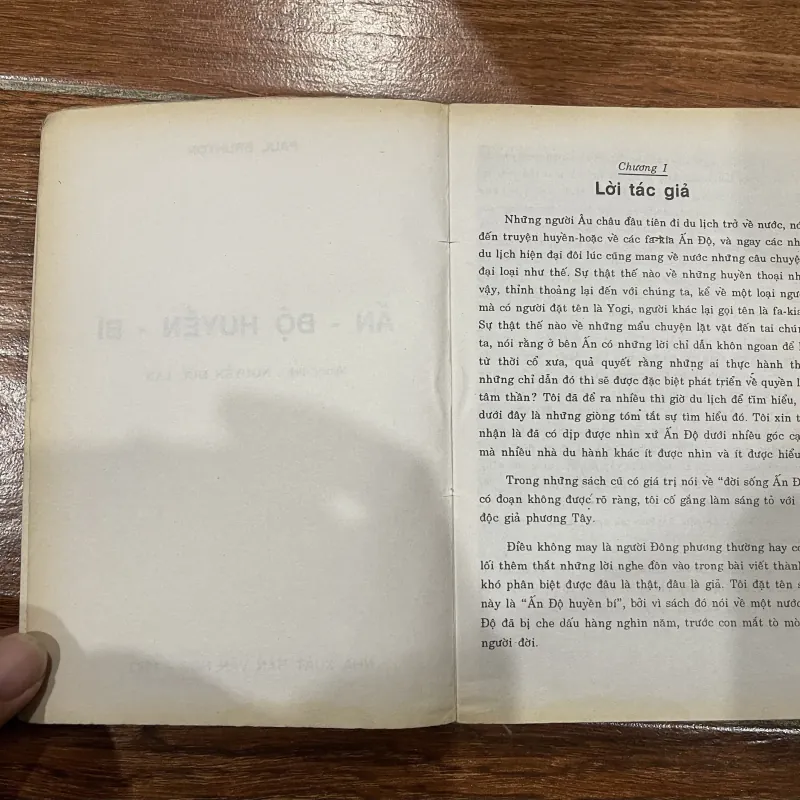 Chương I
Lời tác giả
Những người Âu châu đầu tiên đi du lịch trở về nước, nó
đến truyện huyền-hoặc về các fa-kia Ấn Độ, và ngay các nh
du lịch hiện đại đôi lúc cũng mang về nước những câu chuyệ
đại loại như thế. Sự thật thế nào về những huyền thoại nh
vậy, thỉnh thoảng lại đến với chúng ta, kể về một loại ngư
mà có người đặt tên là Yogi, người khác lại gọi tên là fa-kia
Sự thật thế nào về những mẩu chuyện lặt vặt đến tai chún
ta, nói rằng ở bên Ấn có những lời chỉ dẫn khôn ngoan để l
từ thời cổ xưa, quả quyết rằng những ai thực hành th
những chỉ dẫn đó thì sẽ được đặc biệt phát triển về quyền l
tâm thần? Tôi đã để ra nhiều thì giờ du lịch để tìm hiểu,
dưới đây là những giòng tóm tắt sự tìm hiểu đó. Tôi xin t
nhận là đã có dịp được nhìn xứ Ấn Độ dưới nhiều góc cạ
mà nhiều nhà du hành khác ít được nhìn và ít được hiểu
Trong những sách cũ có giá trị nói về "đời sống Ấn Đ
có đoạn không được rõ ràng, tôi cố gắng làm sáng tỏ với
độc giả phương Tây.
Điều không may là người Đông phương thường hay có
lối thêm thắt những lời nghe đồn vào trong bài viết thành
khó phân biệt được đâu là thật, đâu là giả. Tôi đặt tên s
này là "Ấn Độ huyền bí", bởi vì sách đó nói về một nước
Độ đã bị che dấu hàng nghìn năm, trước con mắt tò mò
người đời.